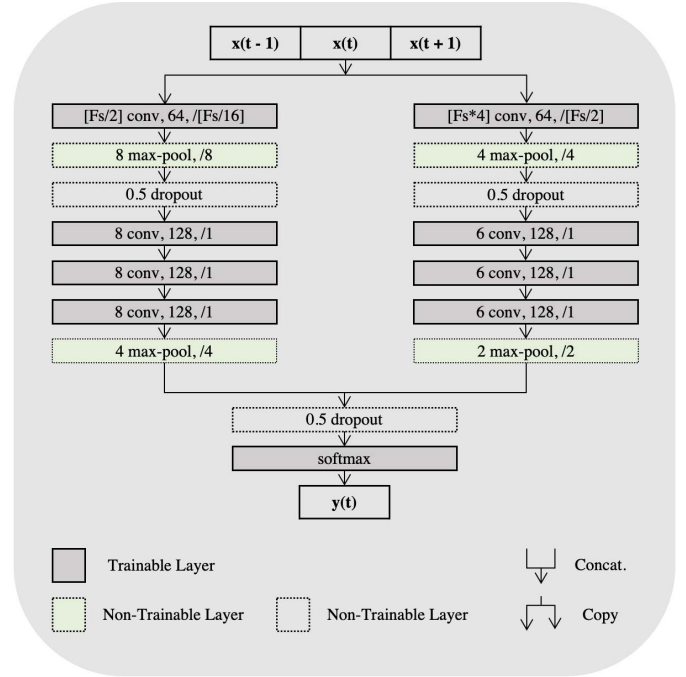 x(t - 1) x(t) x(t + 1)
[Fs/2] conv, 64, /[Fs/16]
8 max-pool, /8
0.5 dropout
8 conv, 128, /1
8 conv, 128, /1
8 conv, 128, /1
4 max-pool, /4
[Fs*4] conv, 64, /[Fs/2]
4 max-pool, /4
0.5 dropout
6 conv, 128, /1
6 conv, 128, /1
6 conv, 128, /1
2 max-pool, /2
0.5 dropout
softmax
y(t)
Trainable Layer
Concat.
Non-Trainable Layer
Non-Trainable Layer
Copy